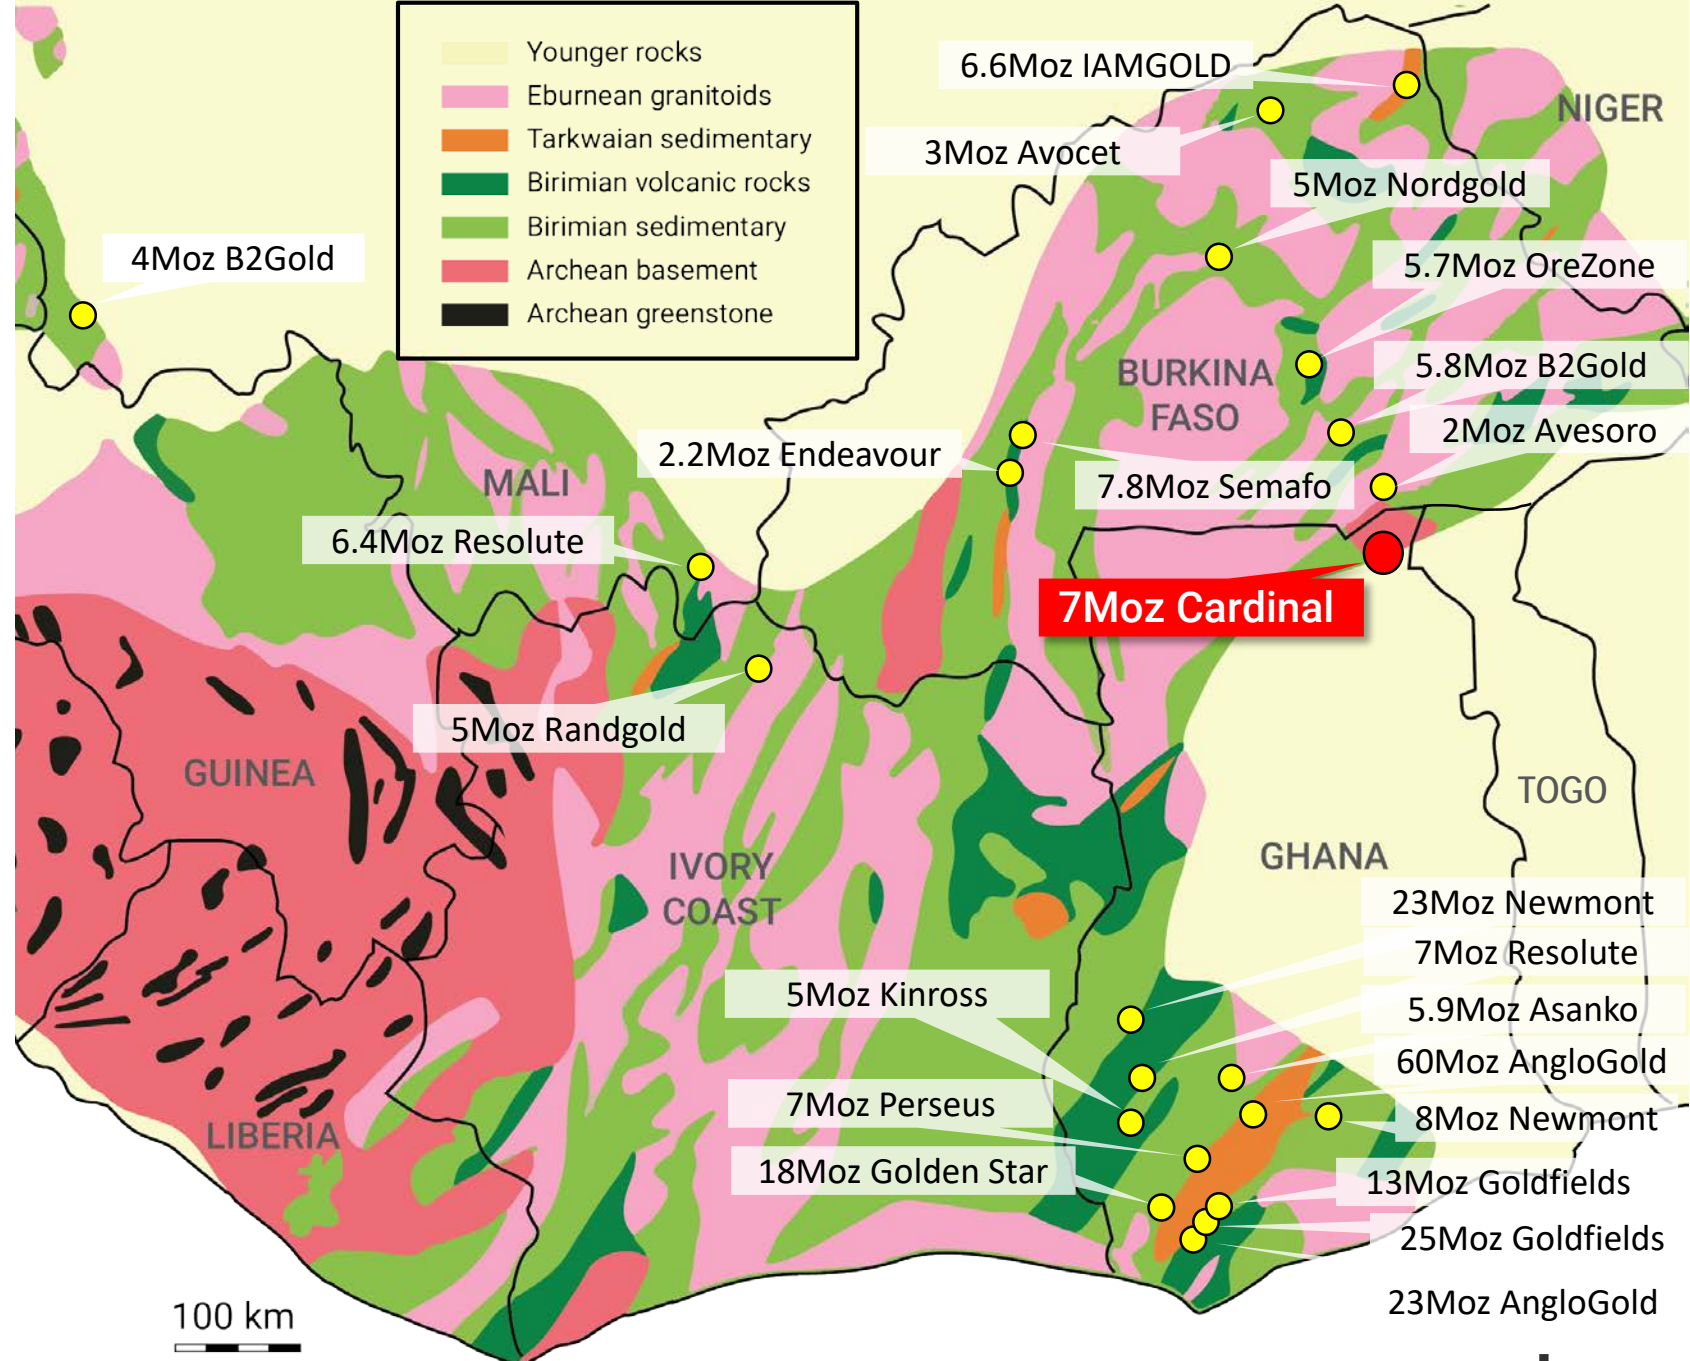 Younger rocks
Eburnean granitoids
Tarkwaian sedimentary
Birimian volcanic rocks
Birimian sedimentary
Archean basement
Archean greenstone
6.6Moz IAMGOLD
NIGER
3Moz Avocet
5Moz Nordgold
4Moz B2Gold
5.7Moz OreZone
BURKINA
FASO
5.8Moz B2Gold
2Moz Avesoro
2.2Moz Endeavour
MALI
7.8Moz Semafo
6.4Moz Resolute
7Moz Cardinal
5Moz Randgold
GUINEA
TOGO
IVORY
COAST
GHANA
23Moz Newmont
7Moz Resolute
5Moz Kinross
5.9Moz Asanko
60Moz AngloGold
7Moz Perseus
8Moz Newmont
LIBERIA
18Moz Golden Star
13Moz Goldfields
25Moz Goldfields
23Moz AngloGold
100 km